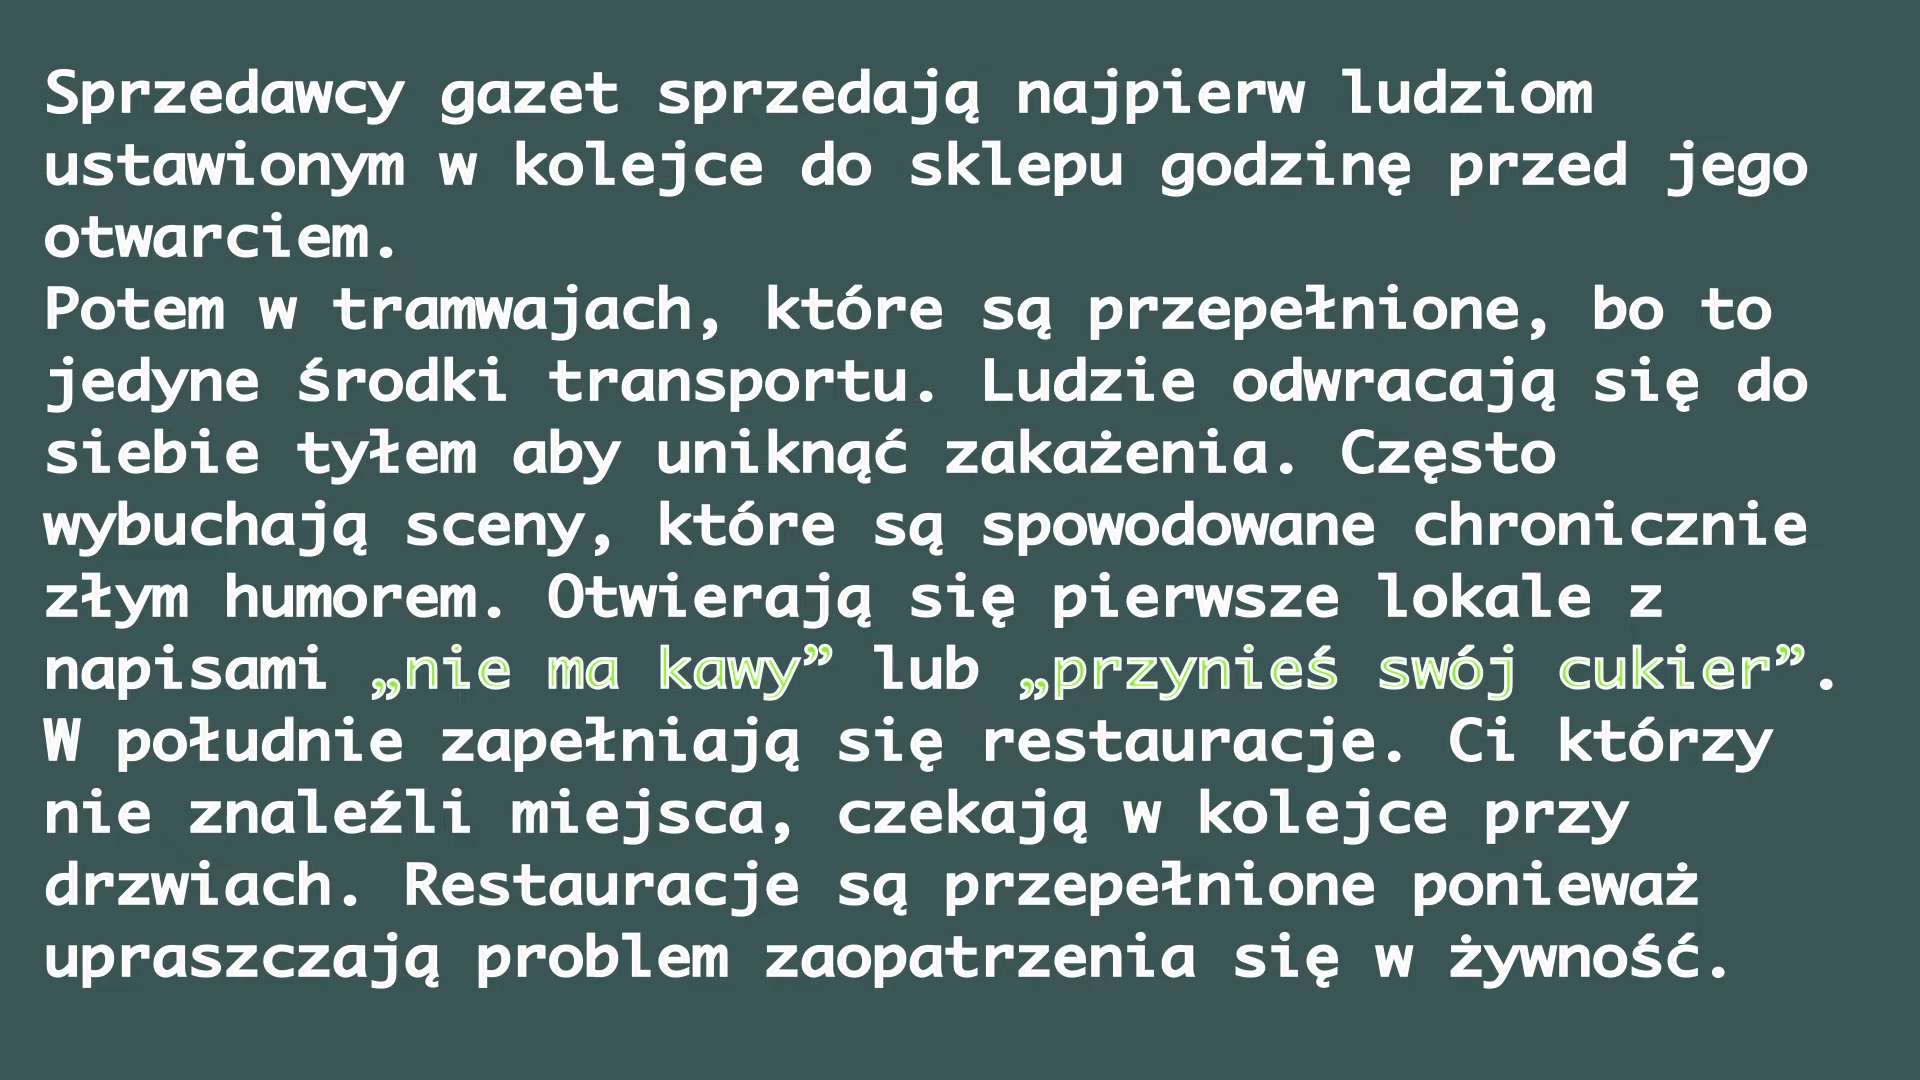 Sprzedawcy gazet sprzedają najpierw ludziom
ustawionym w kolejce do sklepu godzinę przed jego
otwarciem.
Potem w tramwajach, które są przepełnione, bo to
jedyne środki transportu. Ludzie odwracają się do
siebie tyłem aby uniknąć zakażenia. Często
wybuchają sceny, które są spowodowane chronicznie
złym humorem. Otwierają się pierwsze lokale z
napisami „nie ma kawy” lub „przynieś swój cukier”.
W południe zapełniają się restauracje. Ci którzy
nie znaleźli miejsca, czekają w kolejce przy
drzwiach. Restauracje są przepełnione ponieważ
upraszczają problem zaopatrzenia się w żywność.